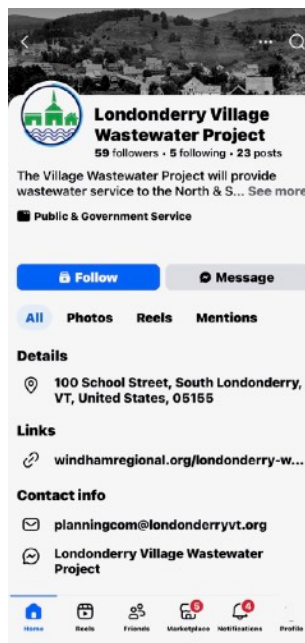 Londonderry Village
Wastewater Project
59 followers • 5 following • 23 posts
The Village Wastewater Project will provide
wastewater service to the North & S... See more
Public & Government Service
Follow
Message
All Photos Reels Mentions
Details
100 School Street, South Londonderry,
VT, United States, 05155
Links
windhamregional.org/londonderry-w...
Contact info
planningcom@londonderryvt.org
Londonderry Village Wastewater
Project
6 4
Home Reels Friends Marketplace Notifications Profile